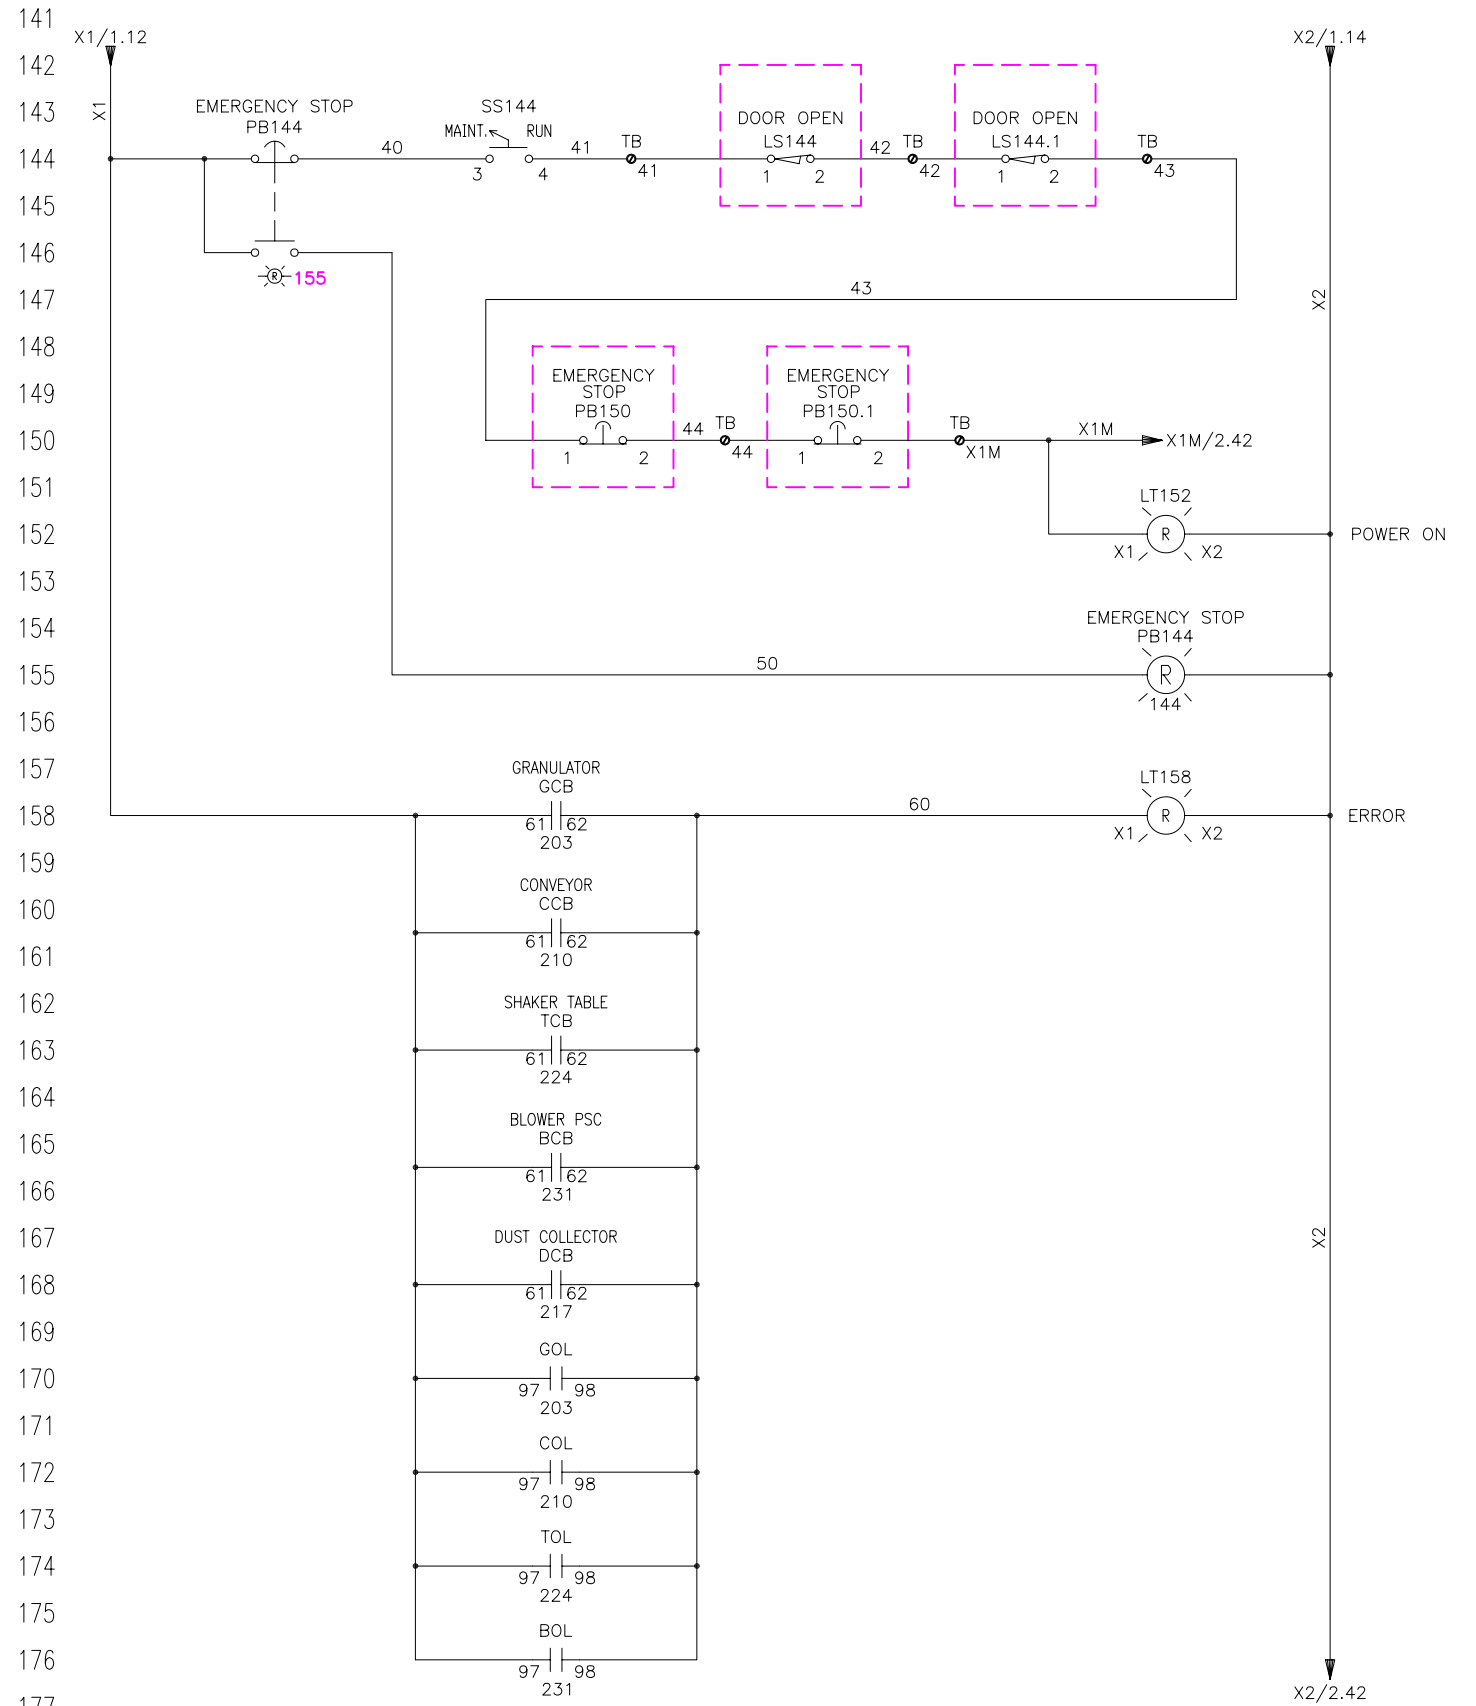 141
X1/1.12
X2/1.14
142
143
X1
EMERGENCY STOP
PB144
SS144
MAINT. RUN
DOOR OPEN
LS144
DOOR OPEN
LS144.1
144
40
3 4
41
TB
41
1 2
42
TB
42
1 2
TB
43
145
146
R 155
147
43
X2
148
149
EMERGENCY
STOP
PB150
EMERGENCY
STOP
PB150.1
150
1 2
44
TB
44
1 2
TB
X1M
X1M
X1M/2.42
151
LT152
152
R
X1 X2
POWER ON
153
154
EMERGENCY STOP
PB144
155
50
R
144
156
157
GRANULATOR
GCB
LT158
158
61 62
203
60
R
X1 X2
ERROR
159
CONVEYOR
CCB
160
61 62
210
161
162
SHAKER TABLE
TCB
163
61 62
224
164
BLOWER PSC
BCB
165
61 62
231
166
167
DUST COLLECTOR
DCB
X2
168
61 62
217
169
GOL
170
97 98
203
171
COL
172
97 98
210
173
TOL
174
97 98
224
175
BOL
176
97 98
231
X2/2.42
177